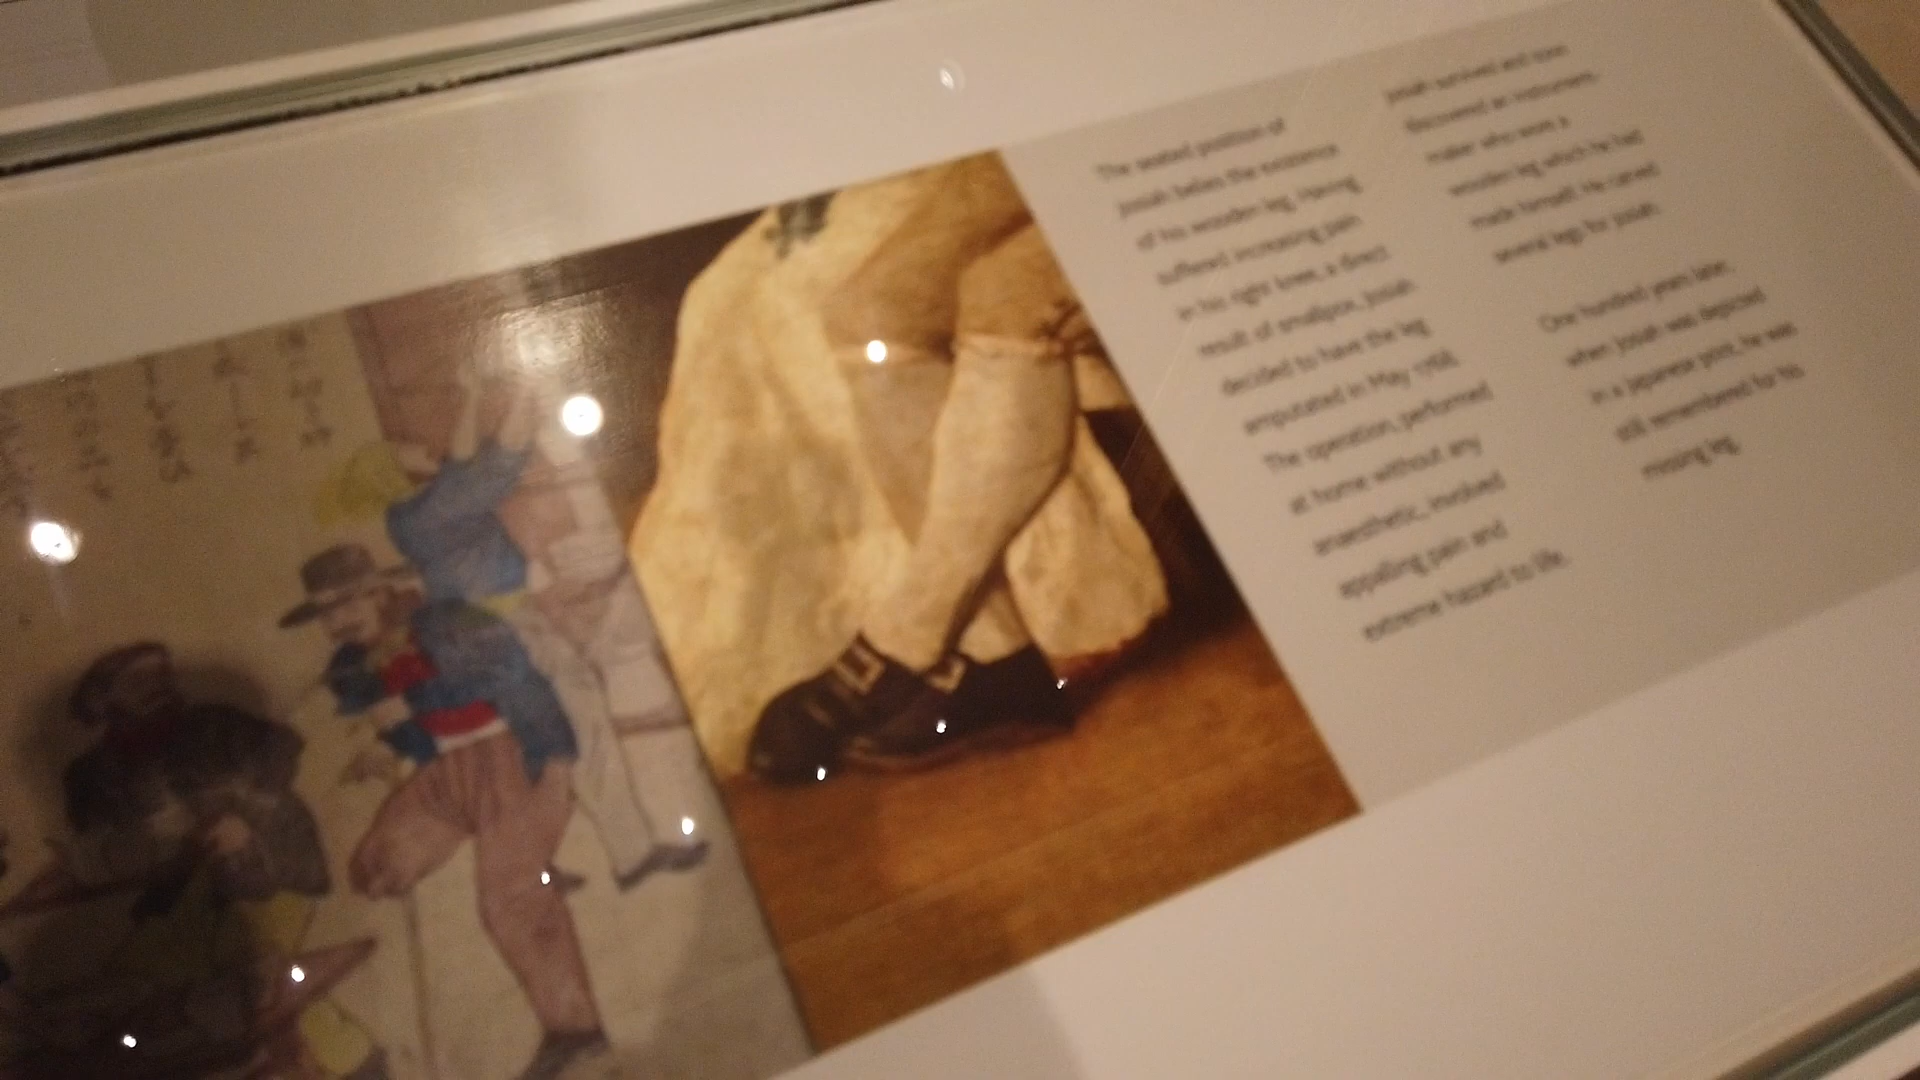 The seated position of
Josiah belies the existence
of his wooden leg. Having
suffered increasing pain
in his right knee, a direct
result of smallpox, Josiah
decided to have the leg
amputated in May 1768.
The operation, performed
at home without any
anaesthetic, involved
appalling pain and
extreme hazard to life.
Josiah survived and soon
discovered an instrument
maker who wore a
wooden leg which he had
made himself. He carved
several legs for Josiah.
One hundred years later,
when Josiah was depicted
in a Japanese print, he was
still remembered for his
missing leg.